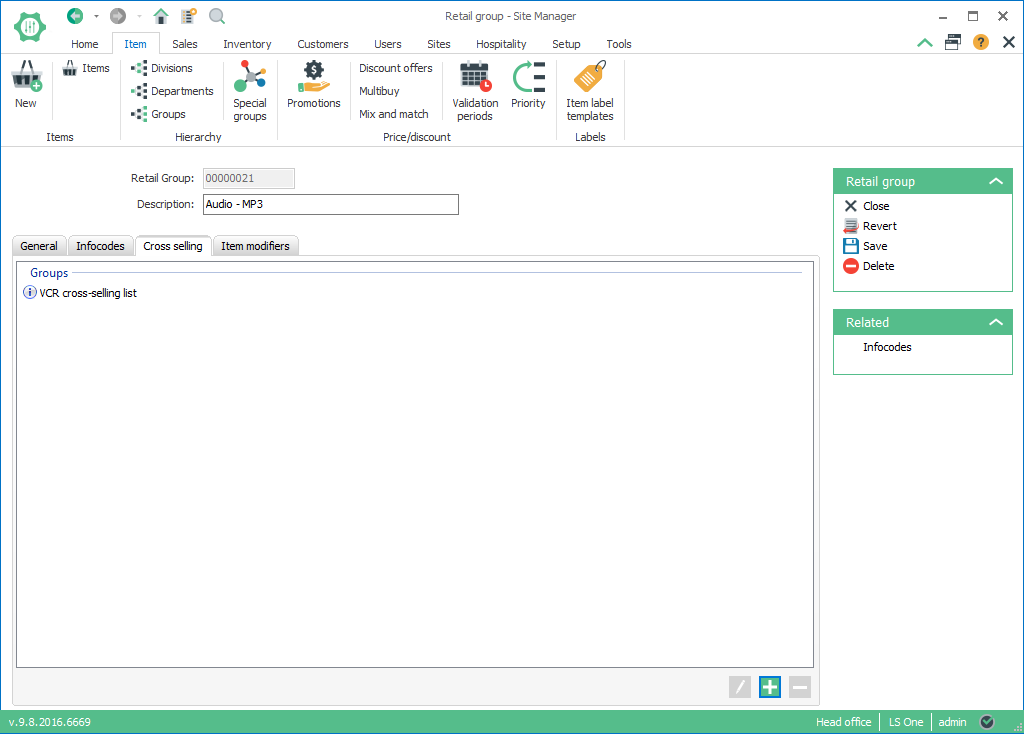 Retail group - Site Manager
Home Item Sales Inventory Customers Users Sites Hospitality Setup Tools
New
Items
Items
Divisions
Departments
Groups
Special groups
Hierarchy
Promotions
Discount offers
Multibuy
Mix and match
Validation periods
Priority
Price/discount
Item label templates
Labels
Retail Group: 00000021
Description: Audio - MP3
General Infocodes Cross selling Item modifiers
Groups
VCR cross-selling list
Retail group
Close
Revert
Save
Delete
Related
Infocodes
v.9.8.2016.6669 Head office LS One admin